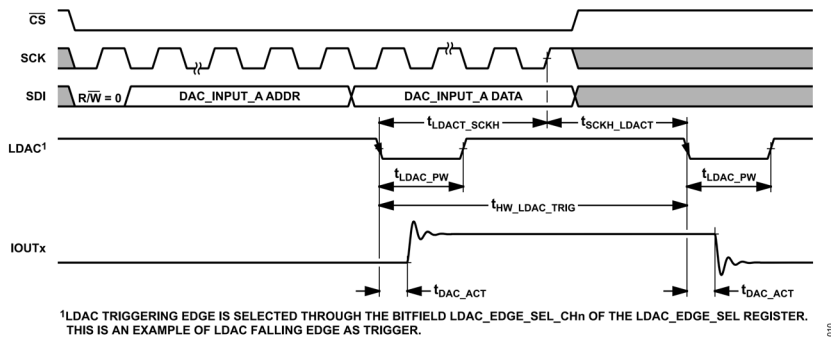 CS
SCK
SDI
R/W = 0
DAC_INPUT_A ADDR
DAC_INPUT_A DATA
tLDACT_SCKH
tSCKH_LDACT
LDAC1
tLDAC_PW
tLDAC_PW
tHW_LDAC_TRIG
IOUTx
tDAC_ACT
tDAC_ACT
1LDAC TRIGGERING EDGE IS SELECTED THROUGH THE BITFIELD LDAC_EDGE_SEL_CHn OF THE LDAC_EDGE_SEL REGISTER.
THIS IS AN EXAMPLE OF LDAC FALLING EDGE AS TRIGGER.
019